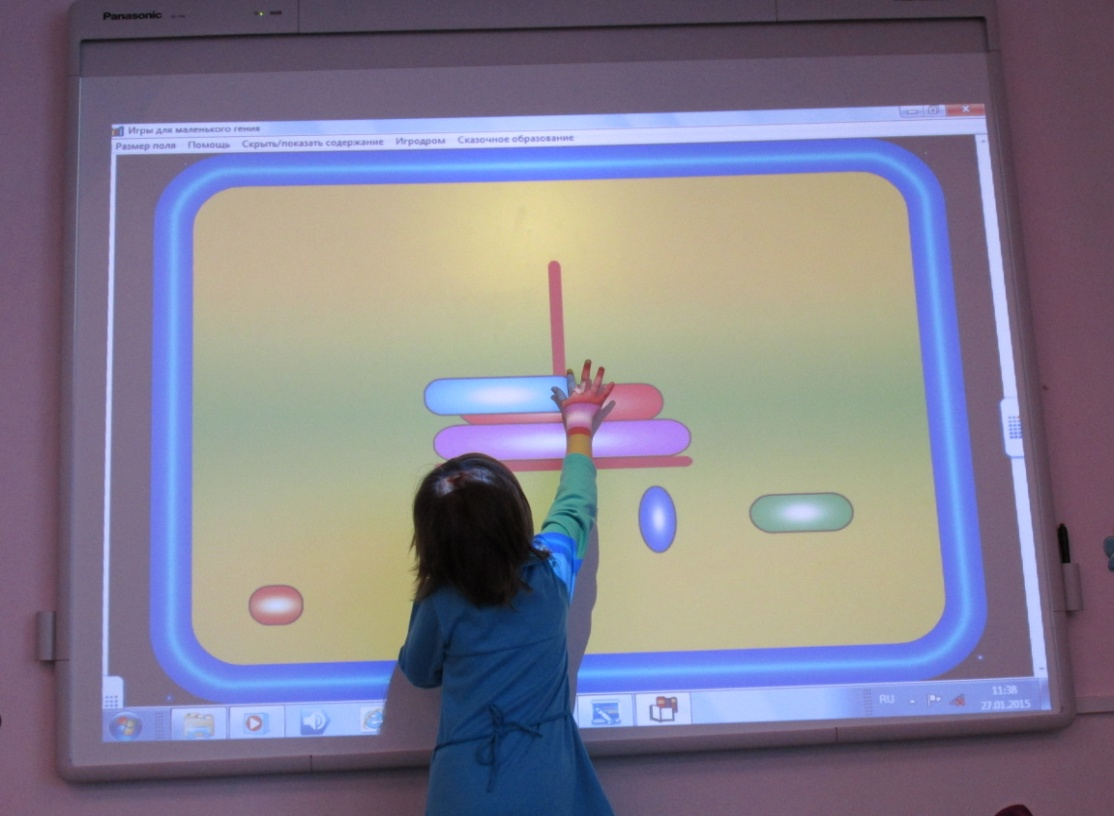 Panasonic
Игры для маленького гения
Размер поля Помощь Скрыть/показать содержание Игродром Сказочное образование
RU
11:38
27.01.2015